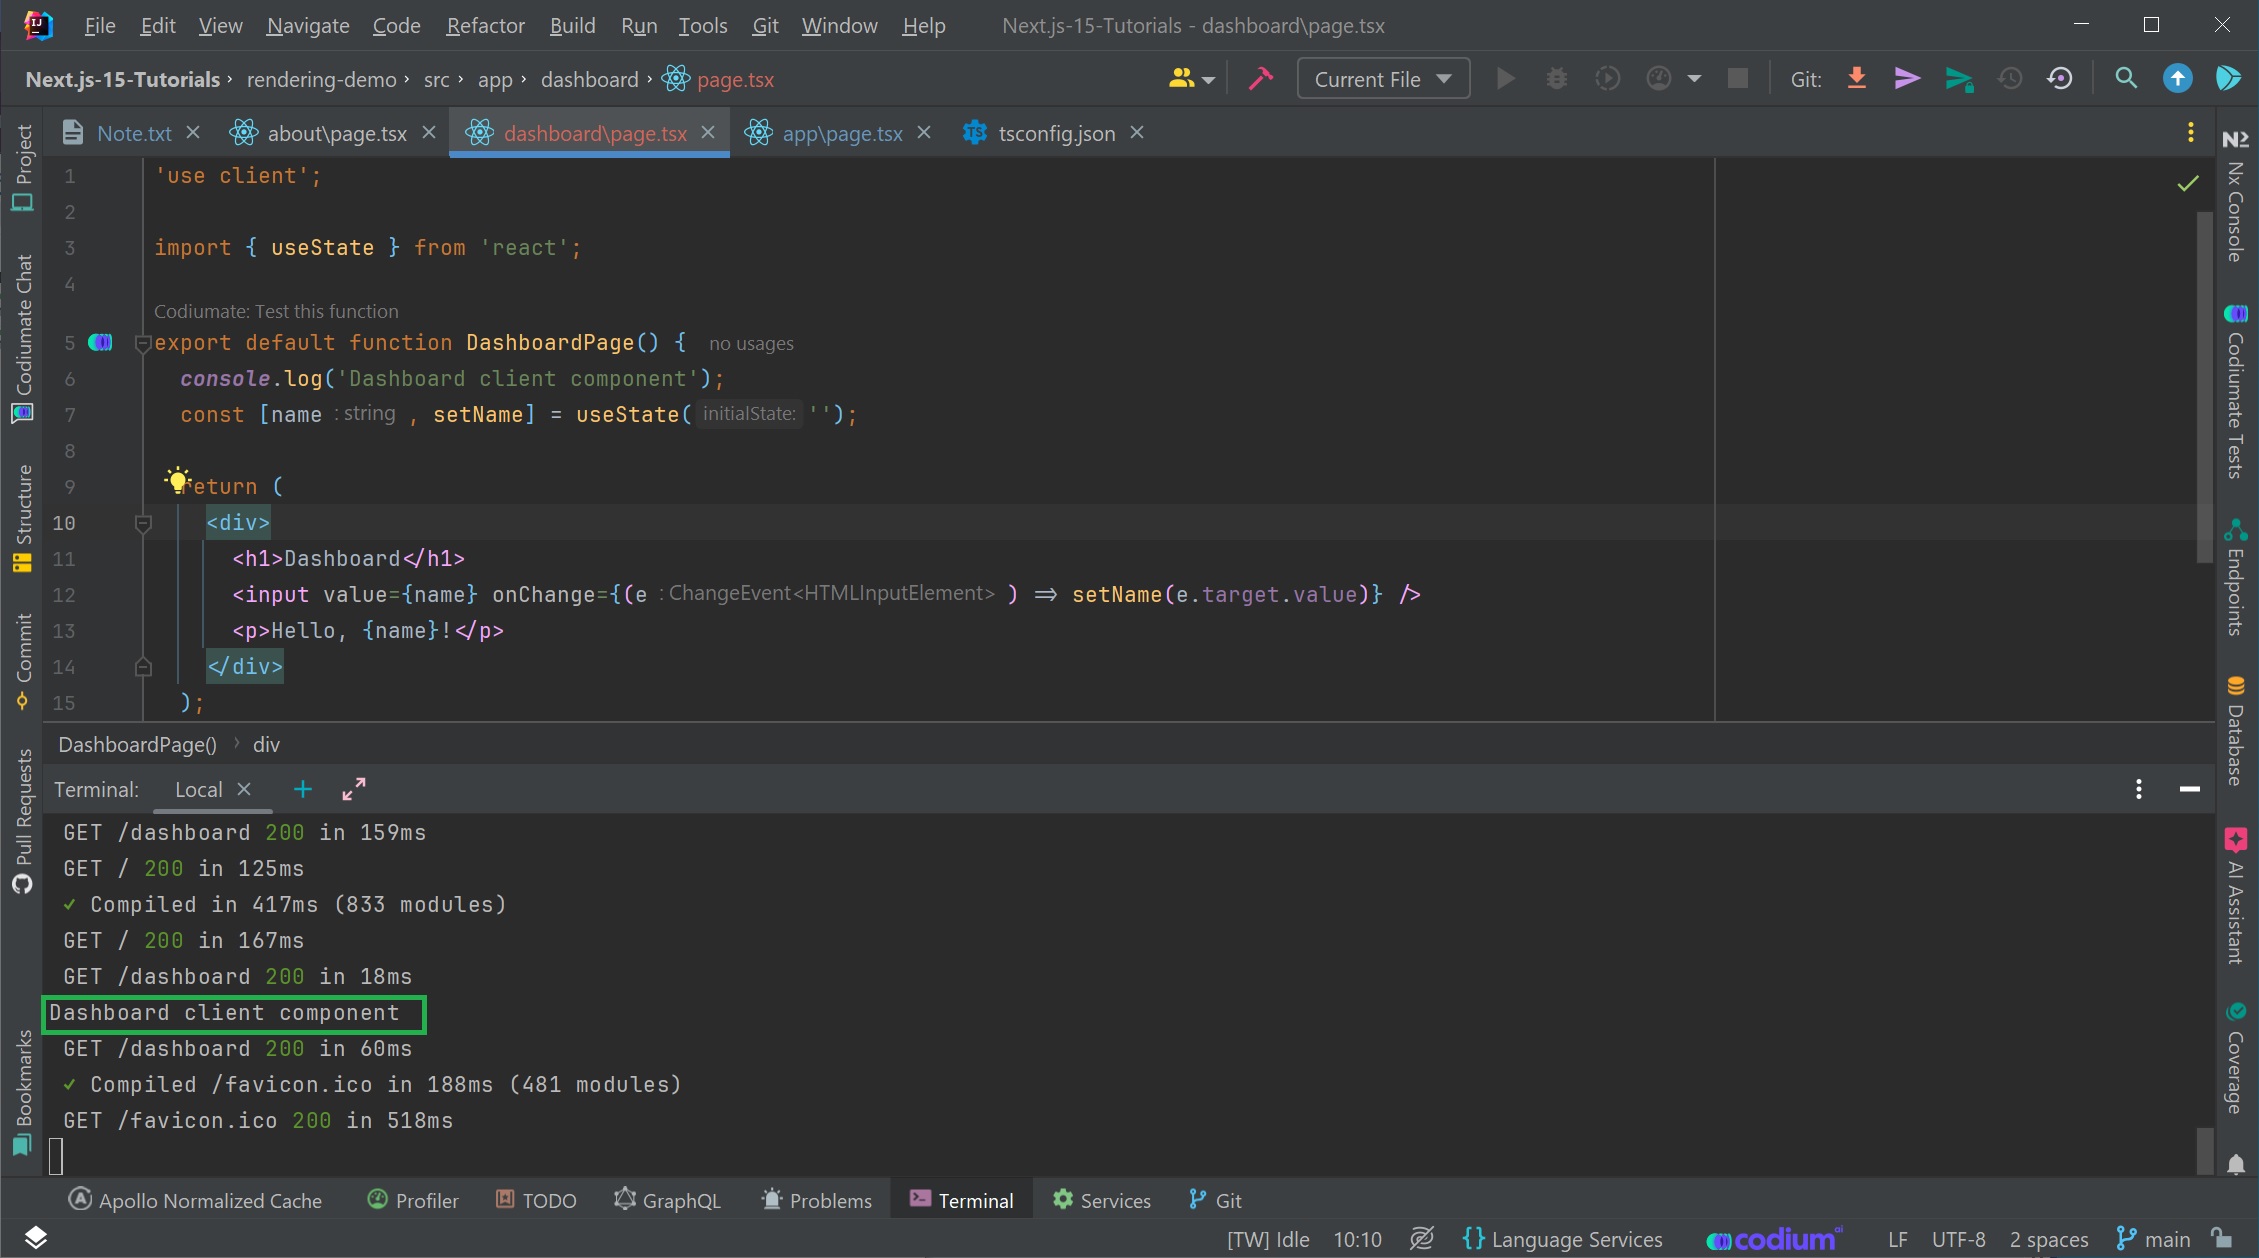 File Edit View Navigate Code Refactor Build Run Tools Git Window Help Next.js-15-Tutorials - dashboard\page.tsx
Next.js-15-Tutorials › rendering-demo › src › app › dashboard › page.tsx Current File Git:
Note.txt about\page.tsx dashboard\page.tsx app\page.tsx TS tsconfig.json
1 'use client';
2
3 import { useState } from 'react';
4
Codiumate: Test this function
5 export default function DashboardPage() { no usages
6 console.log('Dashboard client component');
7 const [name : string , setName] = useState( initialState: '');
8
9 return (
10 <div>
11 <h1>Dashboard</h1>
12 <input value={name} onChange={(e : ChangeEvent<HTMLInputElement> ) => setName(e.target.value)} />
13 <p>Hello, {name}!</p>
14 </div>
15 );
DashboardPage() › div
Terminal: Local
GET /dashboard 200 in 159ms
GET / 200 in 125ms
✓ Compiled in 417ms (833 modules)
GET / 200 in 167ms
GET /dashboard 200 in 18ms
Dashboard client component
GET /dashboard 200 in 60ms
✓ Compiled /favicon.ico in 188ms (481 modules)
GET /favicon.ico 200 in 518ms
Apollo Normalized Cache Profiler TODO GraphQL Problems Terminal Services Git
[TW] Idle 10:10 {} Language Services codium ai LF UTF-8 2 spaces main
Project
Codiumate Chat
Structure
Commit
Pull Requests
Bookmarks
Nx Console
Codiumate Tests
Endpoints
Database
AI Assistant
Coverage